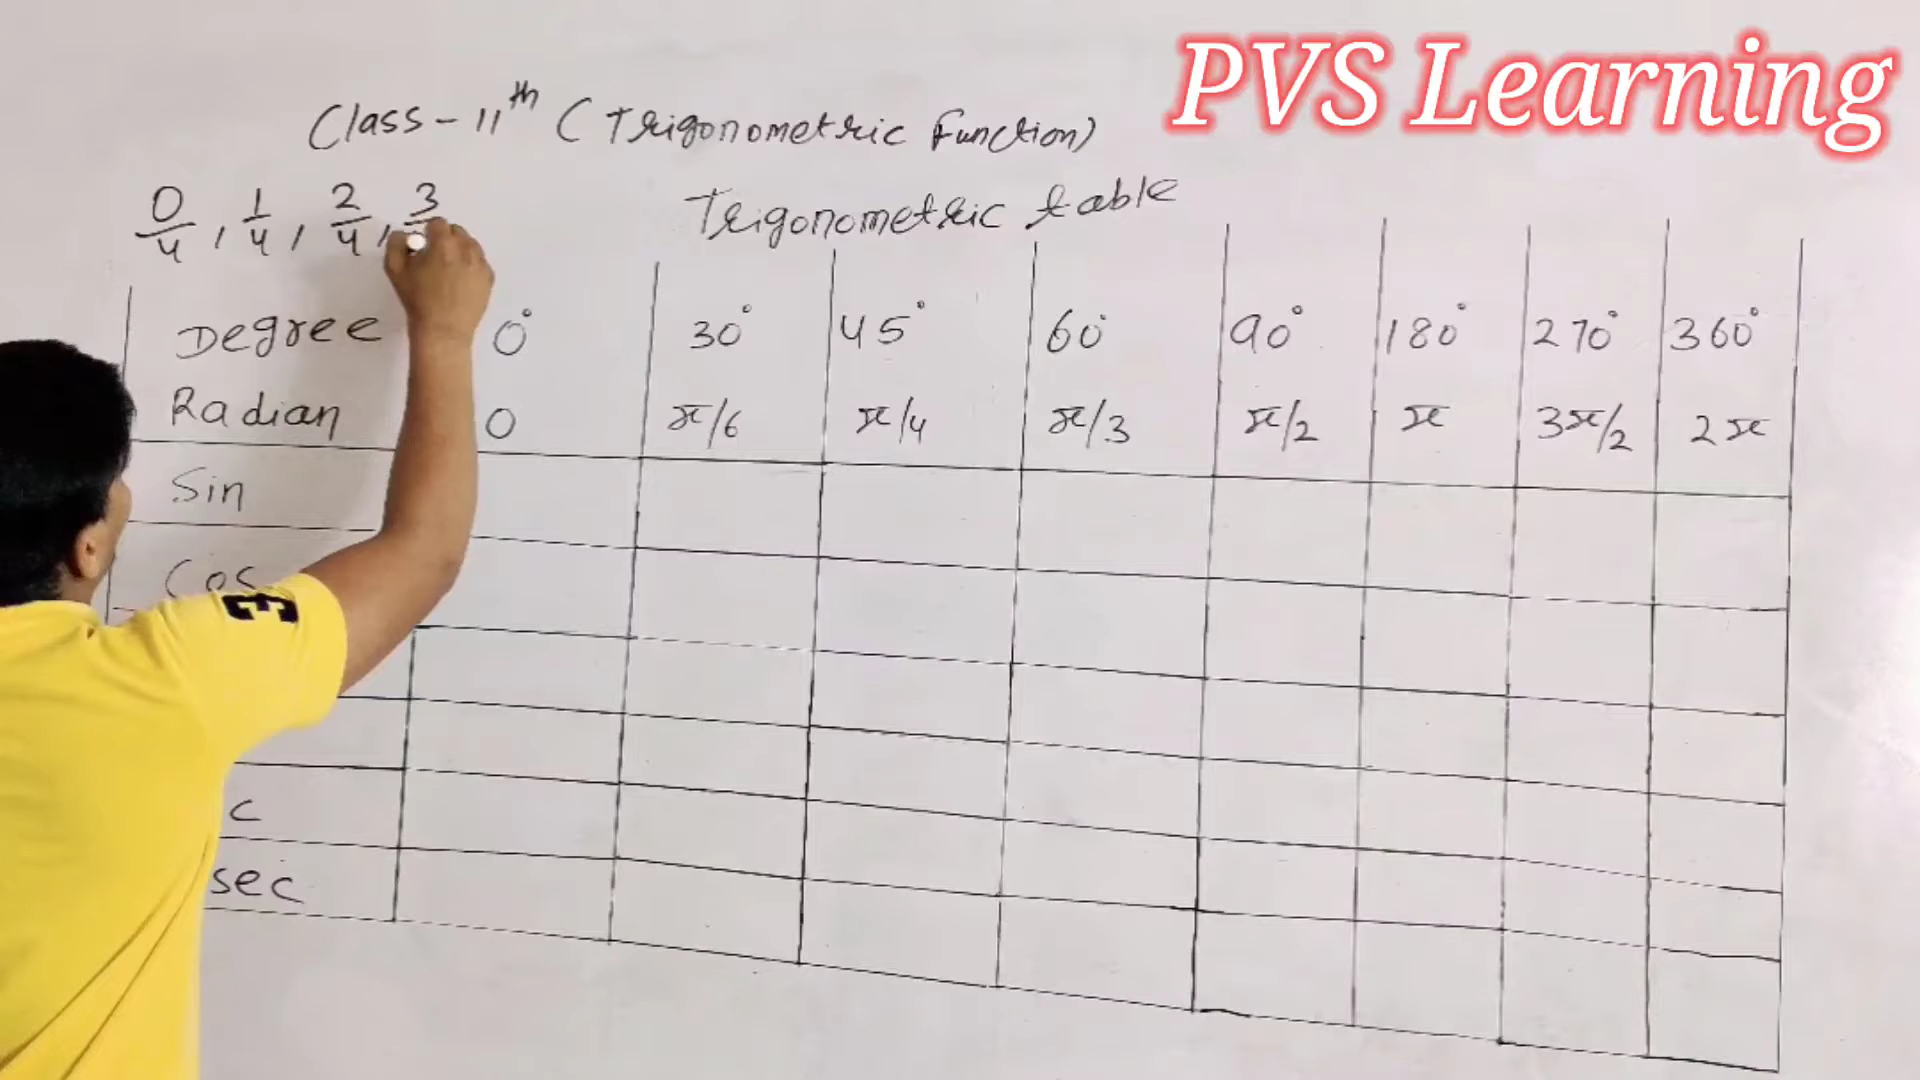 PVS Learning
Class - 11th (Trigonometric Function)
0/4, 1/4, 2/4, 3
Trigonometric table
Degree 0° 30° 45° 60° 90° 180° 270° 360°
Radian 0 π/6 π/4 π/3 π/2 π 3π/2 2π
Sin
Cos
c
sec